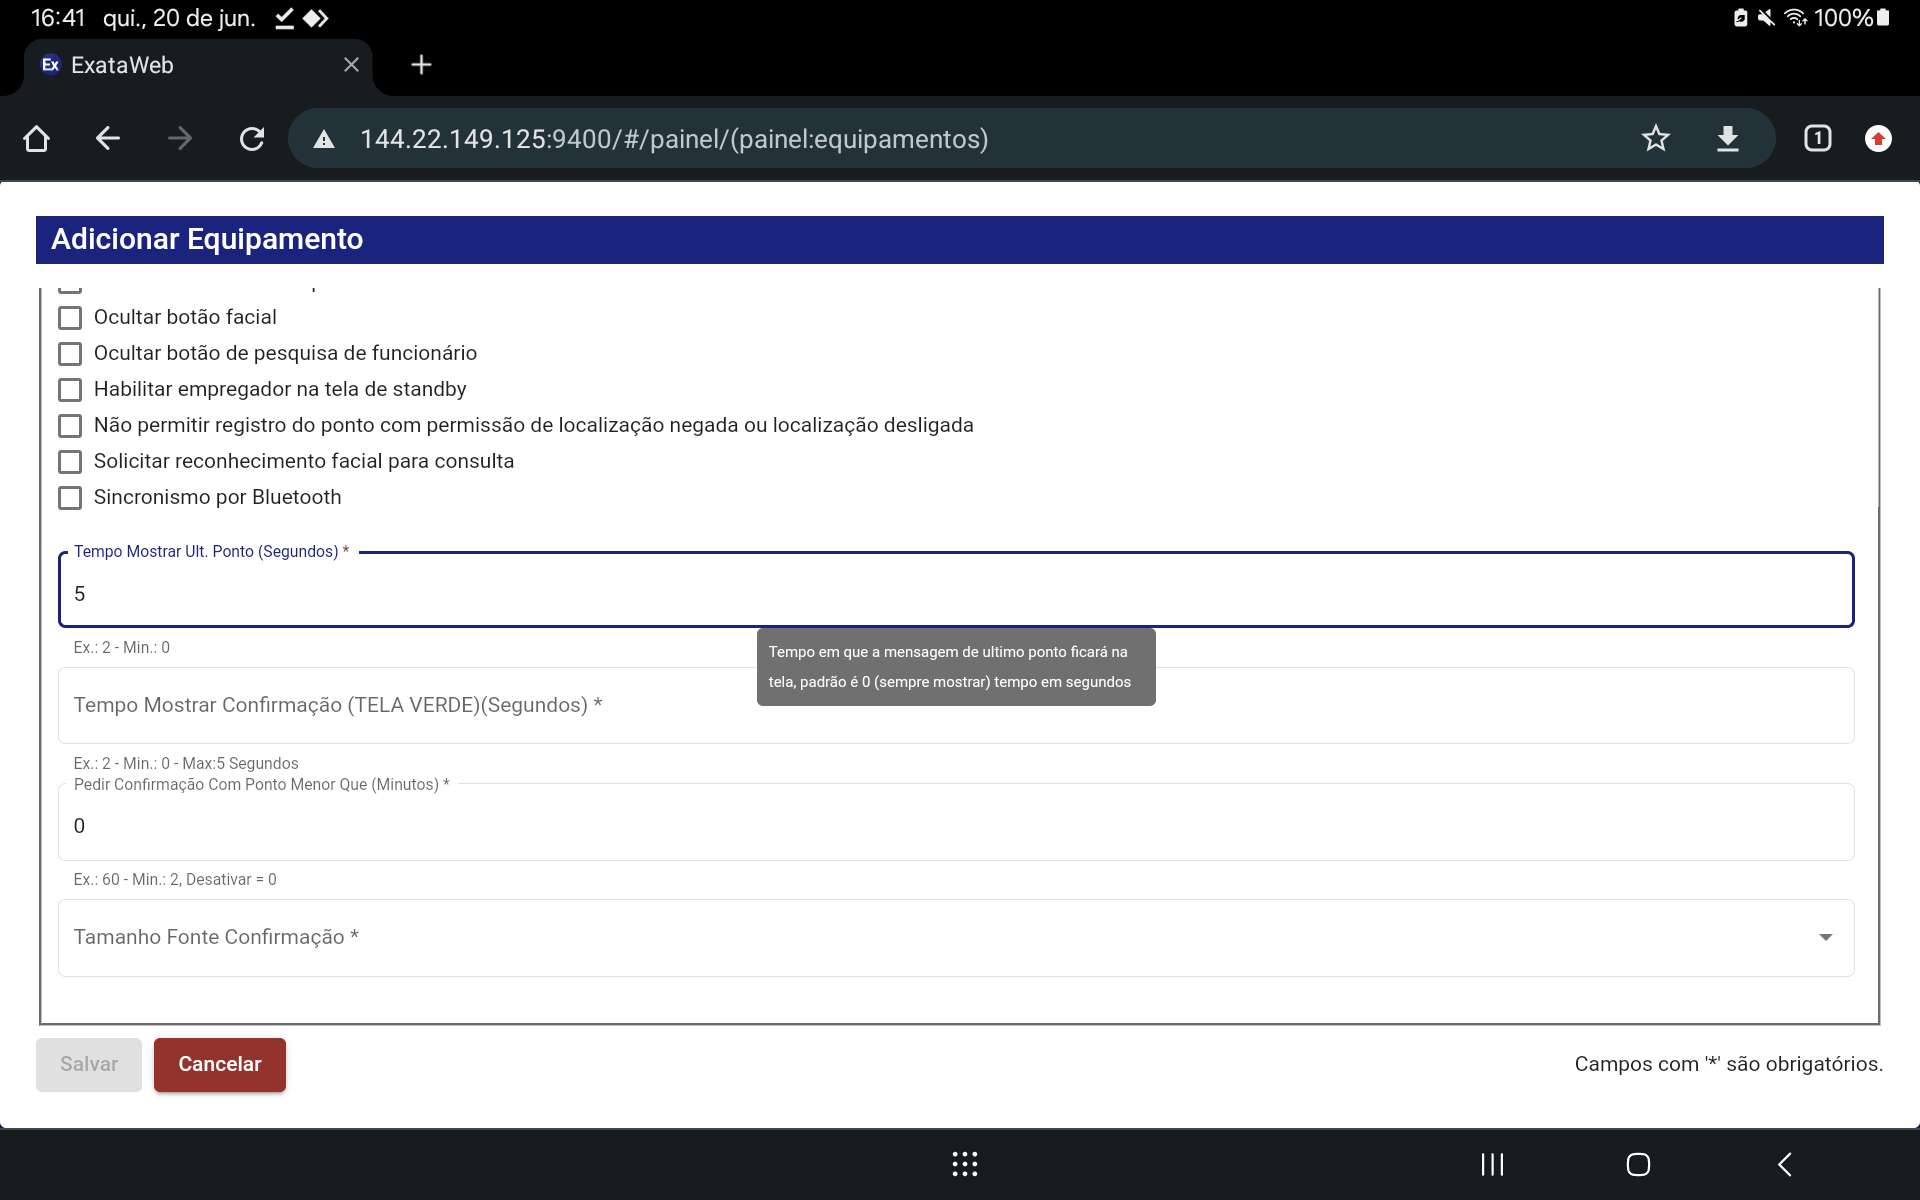 16:41 qui., 20 de jun.
100%
Ex ExataWeb
144.22.149.125:9400/#/painel/(painel:equipamentos)
1
Adicionar Equipamento
Ocultar botão facial
Ocultar botão de pesquisa de funcionário
Habilitar empregador na tela de standby
Não permitir registro do ponto com permissão de localização negada ou localização desligada
Solicitar reconhecimento facial para consulta
Sincronismo por Bluetooth
Tempo Mostrar Ult. Ponto (Segundos) *
5
Ex.: 2 - Min.: 0
Tempo em que a mensagem de ultimo ponto ficará na
tela, padrão é 0 (sempre mostrar) tempo em segundos
Tempo Mostrar Confirmação (TELA VERDE)(Segundos) *
Ex.: 2 - Min.: 0 - Max:5 Segundos
Pedir Confirmação Com Ponto Menor Que (Minutos) *
0
Ex.: 60 - Min.: 2, Desativar = 0
Tamanho Fonte Confirmação *
Salvar
Cancelar
Campos com '*' são obrigatórios.